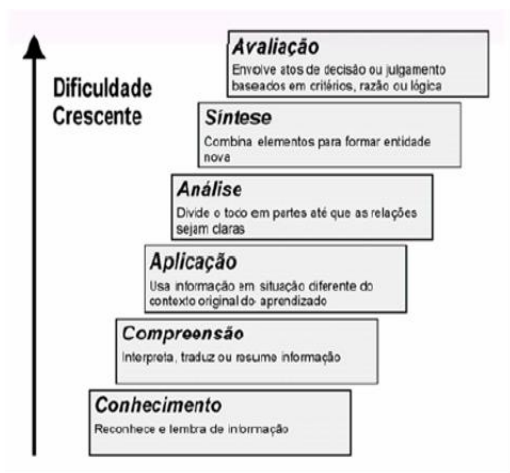 Dificuldade
Crescente
Avaliação
Envolve atos de decisão ou julgamento
baseados em critérios, razão ou lógica
Síntese
Combina elementos para formar entidade
nova
Análise
Divide o todo em partes até que as relações
sejam claras
Aplicação
Usa informação em situação diferente do
contexto original do aprendizado
Compreensão
Interpreta, traduz ou resume informação
Conhecimento
Reconhece e lembra de informação